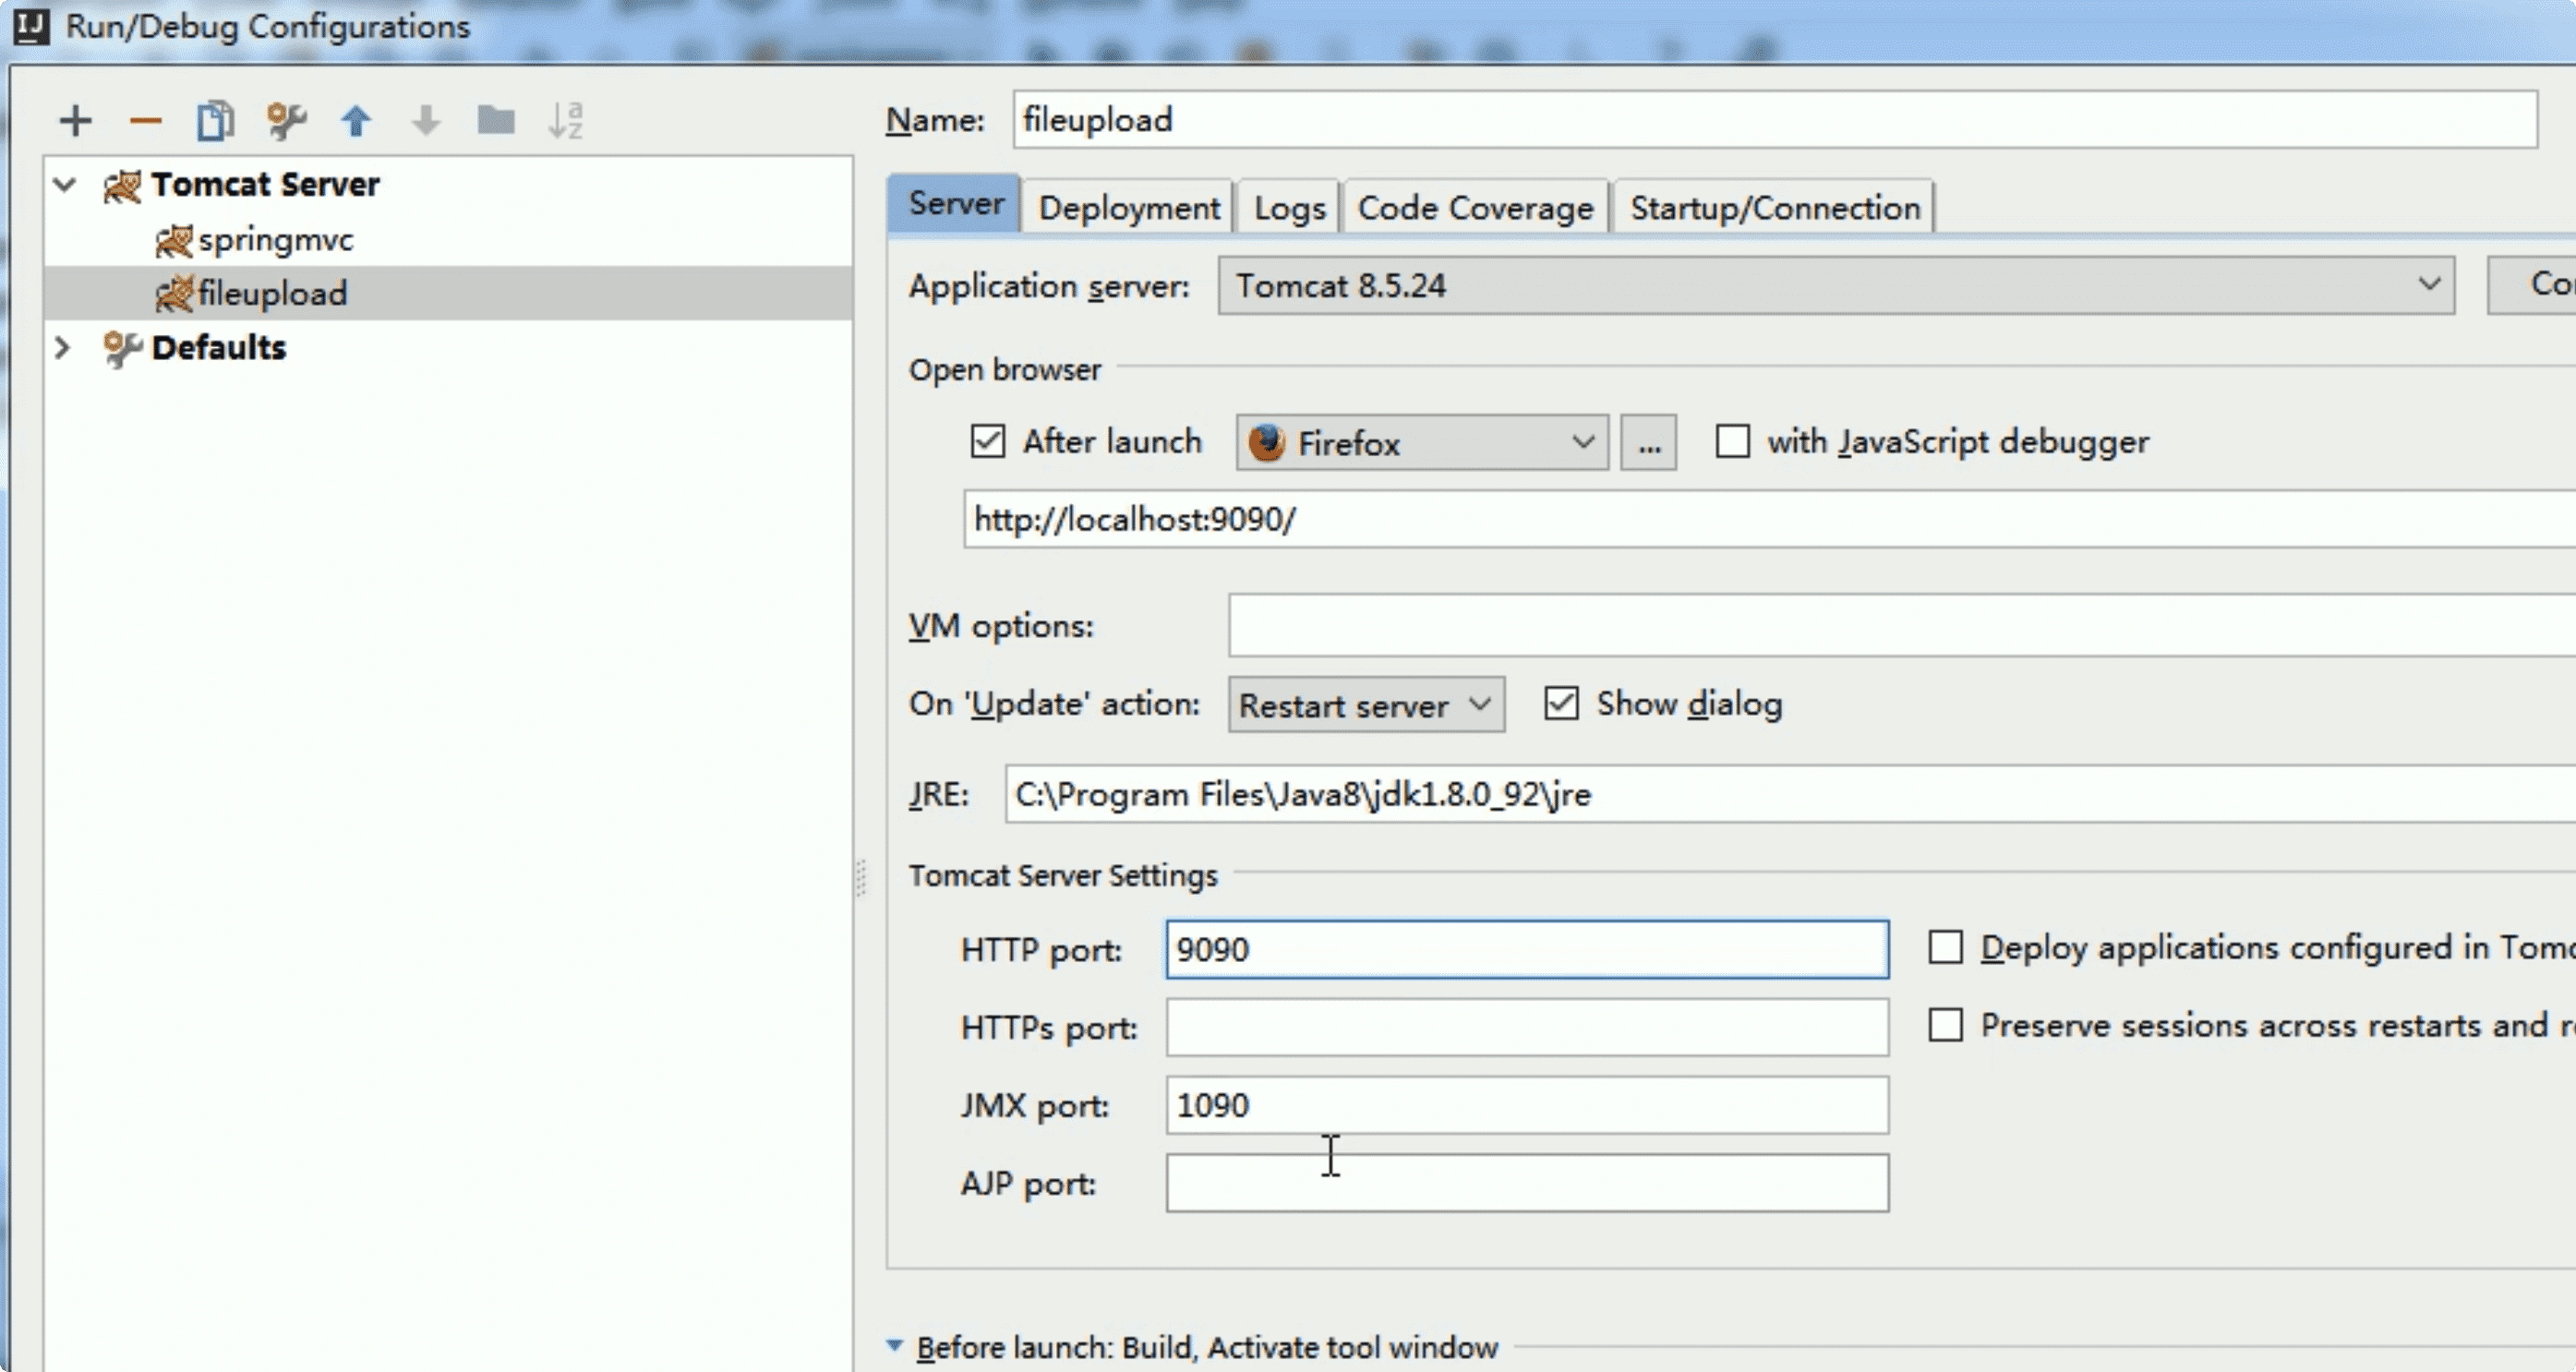 IJ Run/Debug Configurations
Tomcat Server
springmvc
fileupload
Defaults
Name: fileupload
Server Deployment Logs Code Coverage Startup/Connection
Application server: Tomcat 8.5.24
Open browser
After launch Firefox ... with JavaScript debugger
http://localhost:9090/
VM options:
On 'Update' action: Restart server Show dialog
JRE: C:\Program Files\Java8\jdk1.8.0_92\jre
Tomcat Server Settings
HTTP port: 9090 Deploy applications configured in
HTTPs port: Preserve sessions across restarts and
JMX port: 1090
AJP port:
Before launch: Build, Activate tool window